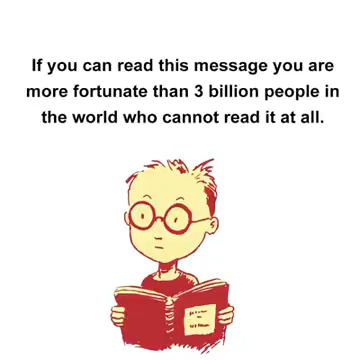 If you can read this message you are
more fortunate than 3 billion people in
the world who cannot read it at all.